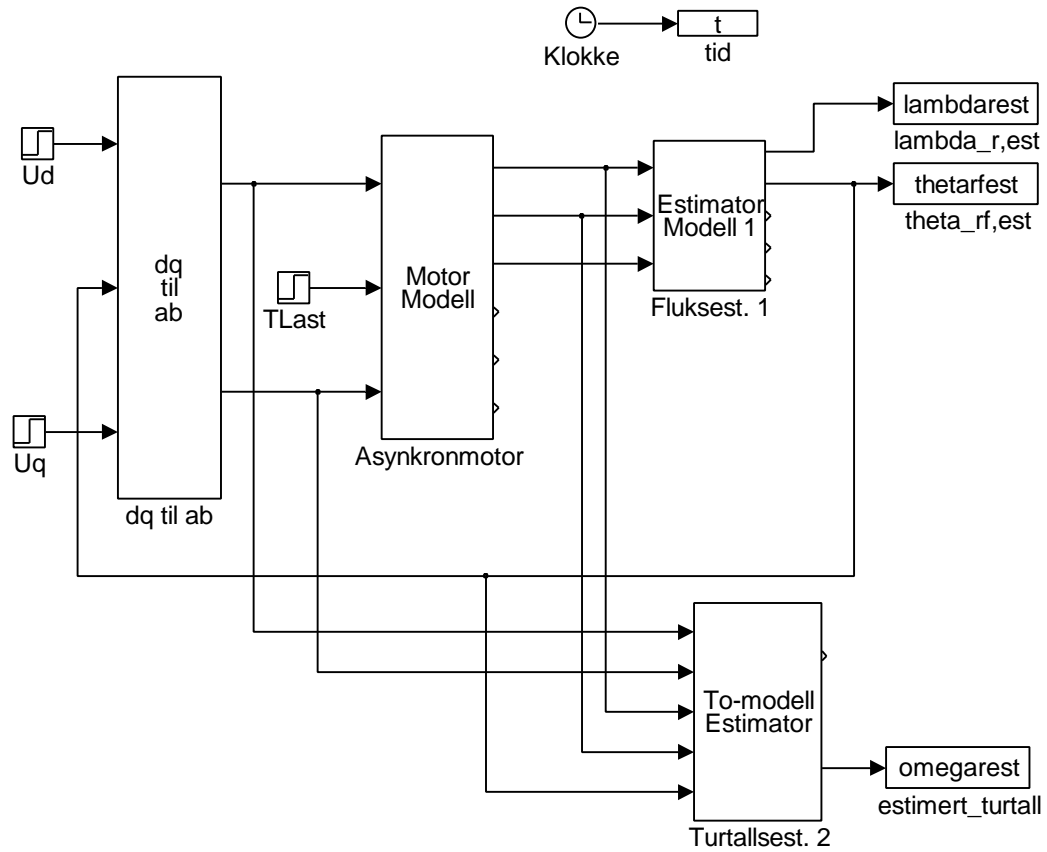 t
Klokke
tid
lambdarest
lambda_r,est
Ud
thetarfest
theta_rf,est
Estimator
Modell 1
dq
til
ab
Motor
Modell
TLast
Fluksest. 1
Uq
Asynkronmotor
dq til ab
To-modell
Estimator
omegarest
estimert_turtall
Turtallsest. 2